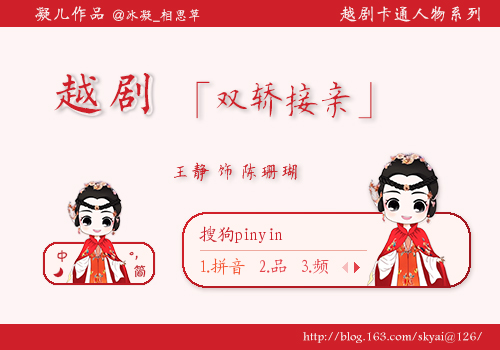 凝儿作品 @冰凝_相思草
越剧卡通人物系列
越剧 「双轿接亲」
王静 饰 陈珊瑚
搜狗pinyin
1.拼音 2.品 3.频
中 °,
简
http://blog.163.com/skyai@126/